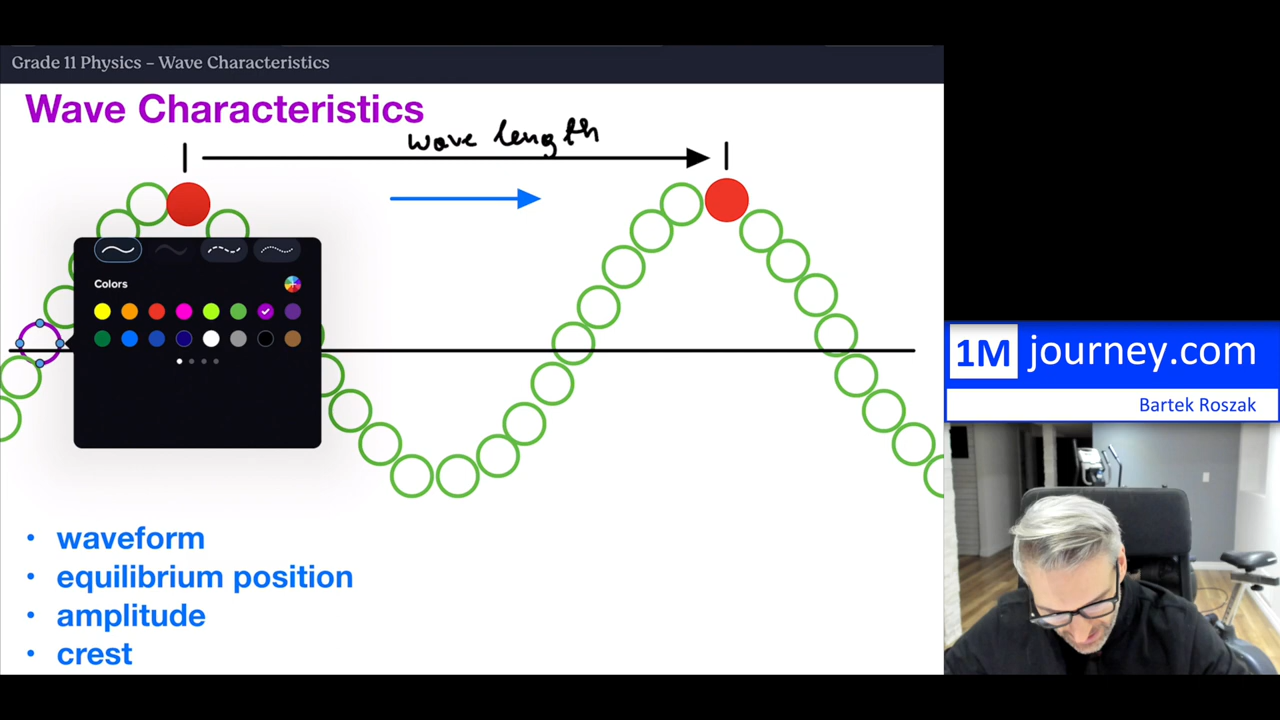 Grade 11 Physics – Wave Characteristics
Wave Characteristics
wave length
Colors
• waveform
• equilibrium position
• amplitude
• crest
1M journey.com
Bartek Roszak